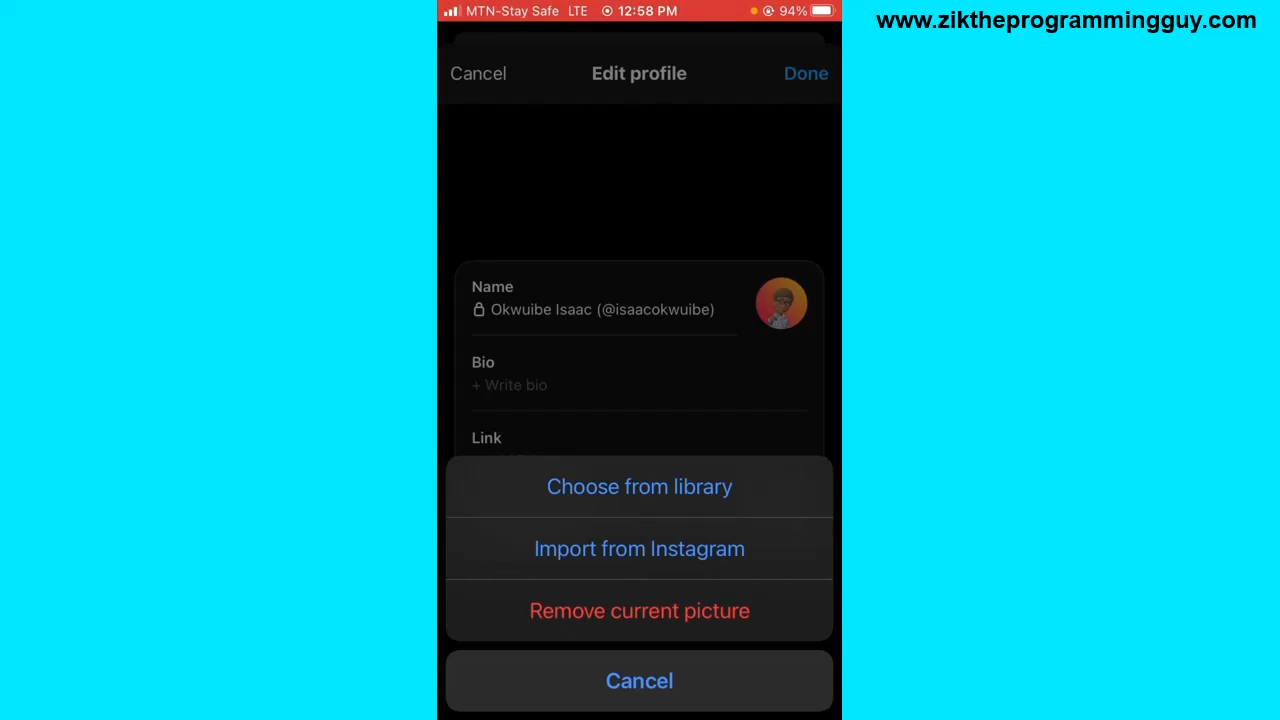 MTN-Stay Safe LTE 12:58 PM 94%
www.ziktheprogrammingguy.com
Cancel Edit profile Done
Name
Okwuibe Isaac (@isaacokwuibe)
Bio
+ Write bio
Link
Choose from library
Import from Instagram
Remove current picture
Cancel